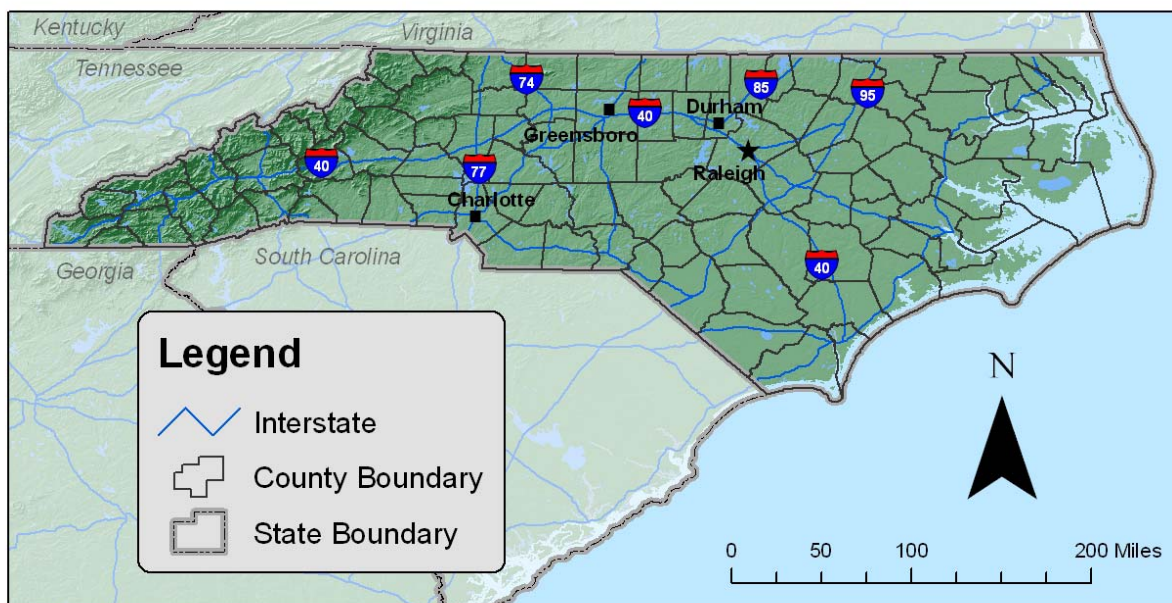 Kentucky
Virginia
Tennessee
74
85
95
Durham
40
Greensboro
Raleigh
40
77
Charlotte
40
Georgia
South Carolina
Legend
Interstate
County Boundary
State Boundary
N
0 50 100 200 Miles